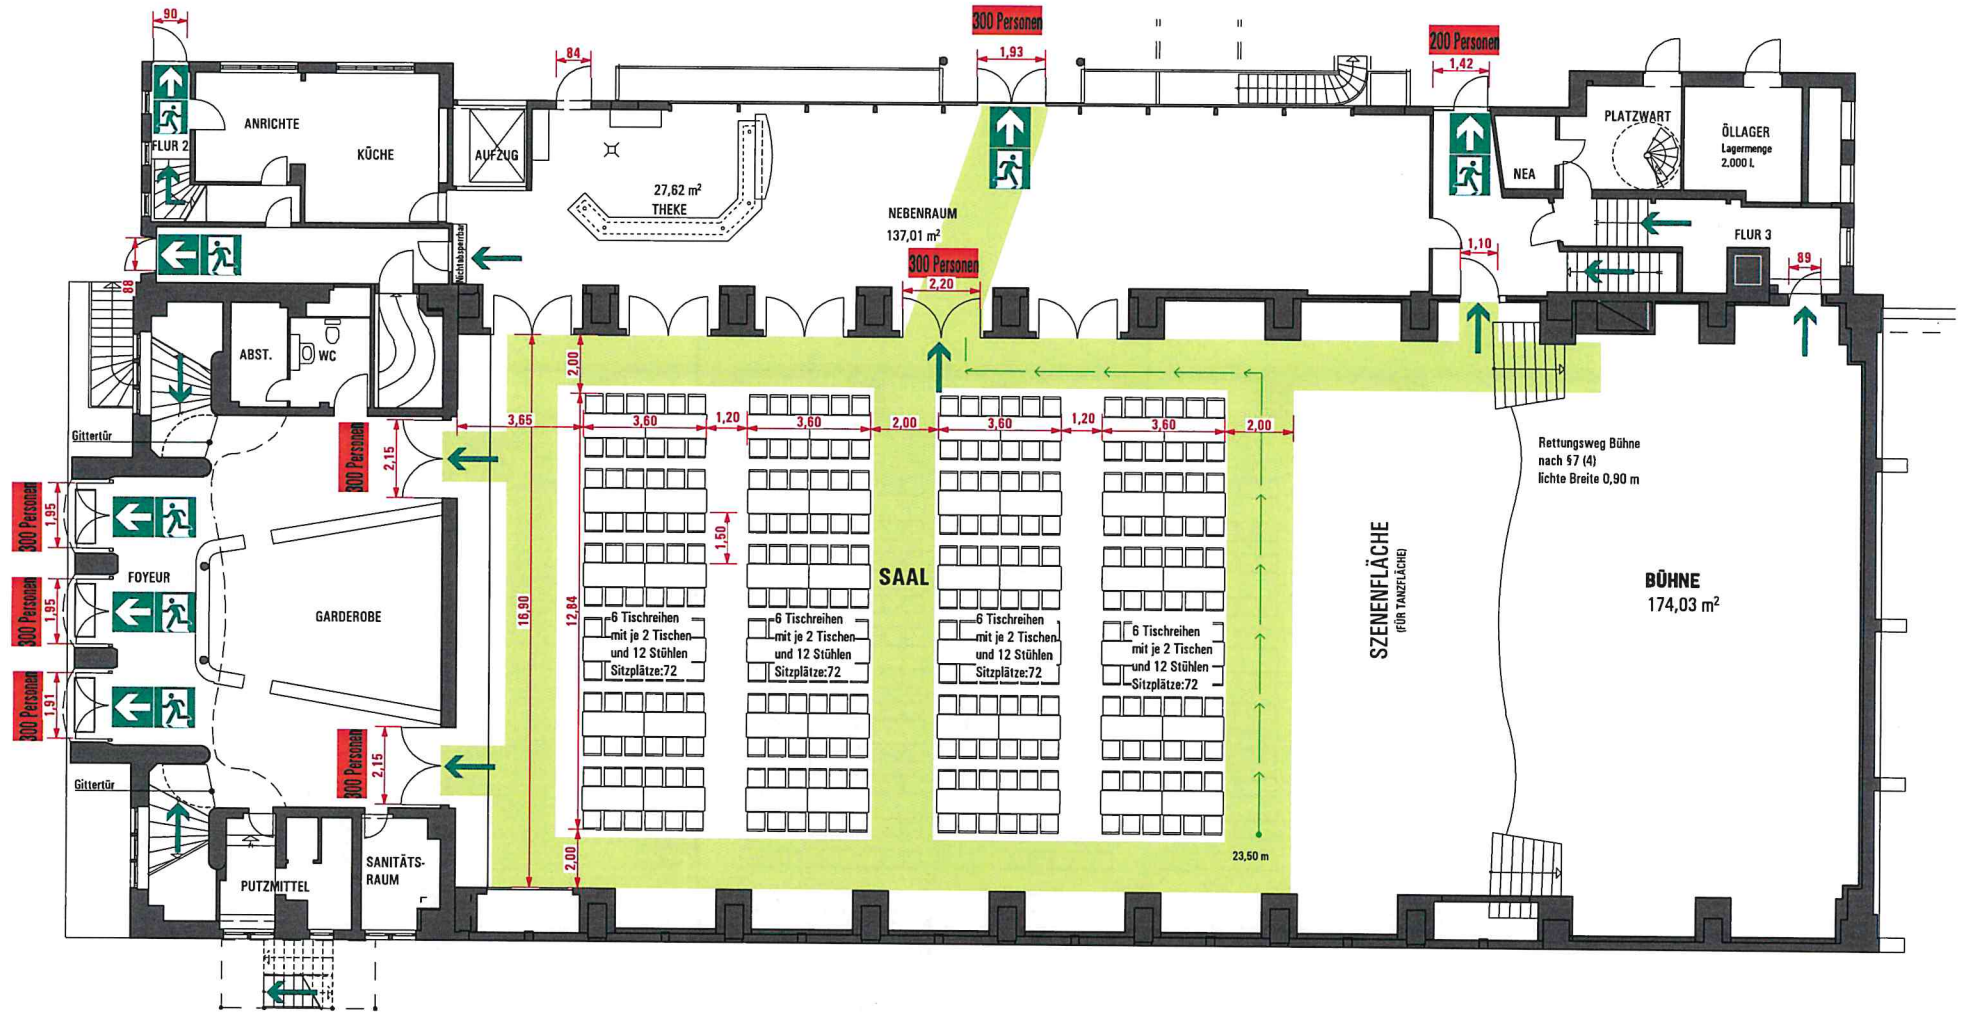 90
300 Personen
1,93
84
200 Personen
1,42
ANRICHTE
FLUR 2
KÜCHE
AUFZUG
27,62 m²
THEKE
NEBENRAUM
137,01 m²
PLATZWART
ÖLLAGER
Lagermenge
2.000 l.
NEA
FLUR 3
Nichtabsperrbar
88
300 Personen
2,20
1,10
89
ABST.
WC
Gittertür
2,00
3,65
3,60
1,20
3,60
2,00
3,60
1,20
3,60
2,00
300 Personen
2,15
Rettungsweg Bühne
nach §7 (4)
lichte Breite 0,90 m
300 Personen
1,95
1,50
FOYEUR
GARDEROBE
300 Personen
1,95
16,90
12,84
SAAL
SZENENFLÄCHE
(FÜR TANZFLÄCHE)
BÜHNE
174,03 m²
6 Tischreihen
mit je 2 Tischen
und 12 Stühlen
Sitzplätze:72
6 Tischreihen
mit je 2 Tischen
und 12 Stühlen
Sitzplätze:72
6 Tischreihen
mit je 2 Tischen
und 12 Stühlen
Sitzplätze:72
6 Tischreihen
mit je 2 Tischen
und 12 Stühlen
Sitzplätze:72
300 Personen
1,91
300 Personen
2,15
Gittertür
2,00
23,50 m
PUTZMITTEL
SANITÄTS-
RAUM